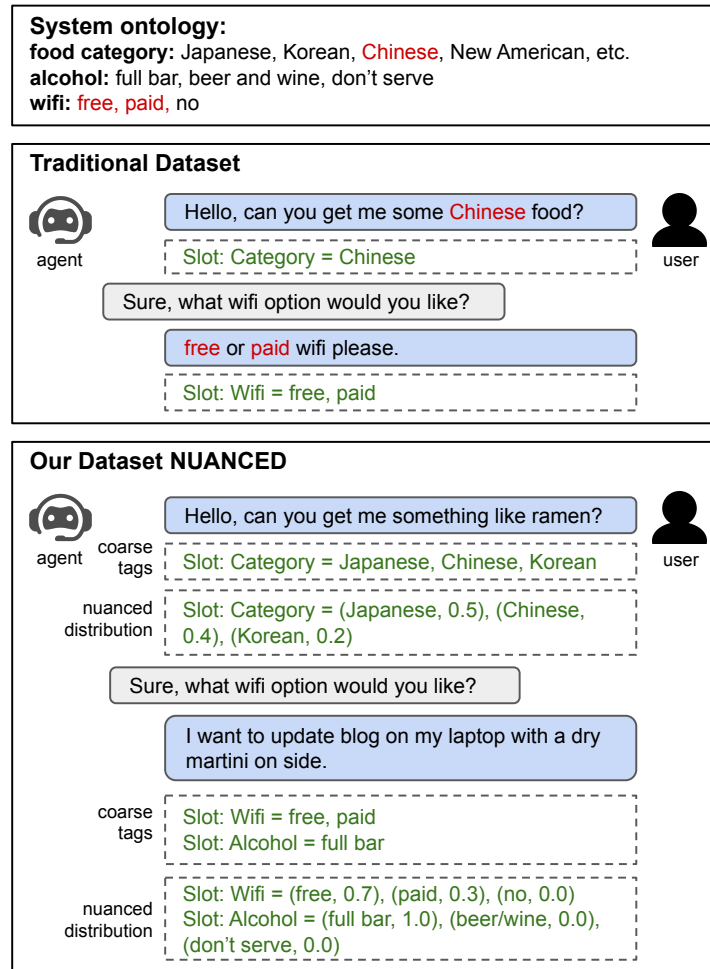 System ontology:
food category: Japanese, Korean, Chinese, New American, etc.
alcohol: full bar, beer and wine, don't serve
wifi: free, paid, no
Traditional Dataset
Hello, can you get me some Chinese food?
agent
user
Slot: Category = Chinese
Sure, what wifi option would you like?
free or paid wifi please.
Slot: Wifi = free, paid
Our Dataset NUANCED
Hello, can you get me something like ramen?
agent
user
coarse
tags
Slot: Category = Japanese, Chinese, Korean
nuanced
distribution
Slot: Category = (Japanese, 0.5), (Chinese,
0.4), (Korean, 0.2)
Sure, what wifi option would you like?
I want to update blog on my laptop with a dry
martini on side.
coarse
tags
Slot: Wifi = free, paid
Slot: Alcohol = full bar
nuanced
distribution
Slot: Wifi = (free, 0.7), (paid, 0.3), (no, 0.0)
Slot: Alcohol = (full bar, 1.0), (beer/wine, 0.0),
(don't serve, 0.0)